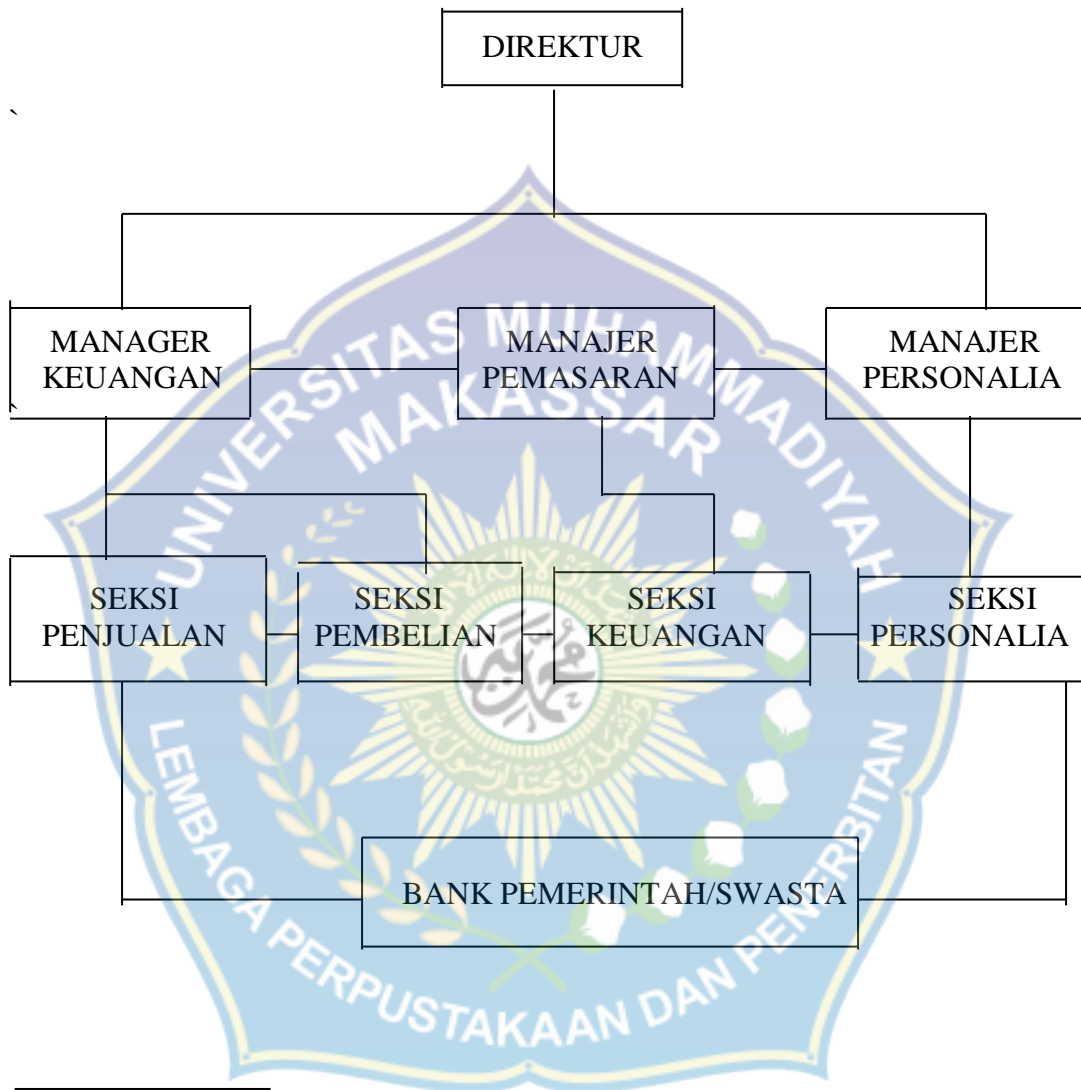 DIREKTUR
`
MANAGER
KEUANGAN
MANAJER
PEMASARAN
MANAJER
PERSONALIA
`
SEKSI
PENJUALAN
SEKSI
PEMBELIAN
SEKSI
KEUANGAN
SEKSI
PERSONALIA
BANK PEMERINTAH/SWASTA
UNIVERSITAS MUHAMMADIYAH
MAKASSAR
LEMBAGA PERPUSTAKAAN DAN PENERBITAN